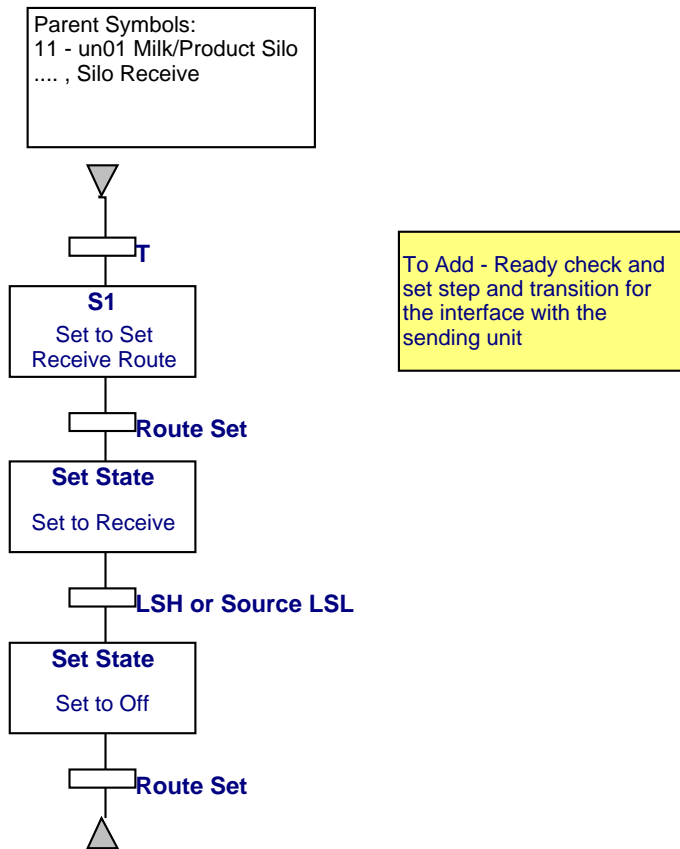 Parent Symbols:
11 - un01 Milk/Product Silo
.... , Silo Receive
T
To Add - Ready check and
set step and transition for
the interface with the
sending unit
S1
Set to Set
Receive Route
Route Set
Set State
Set to Receive
LSH or Source LSL
Set State
Set to Off
Route Set